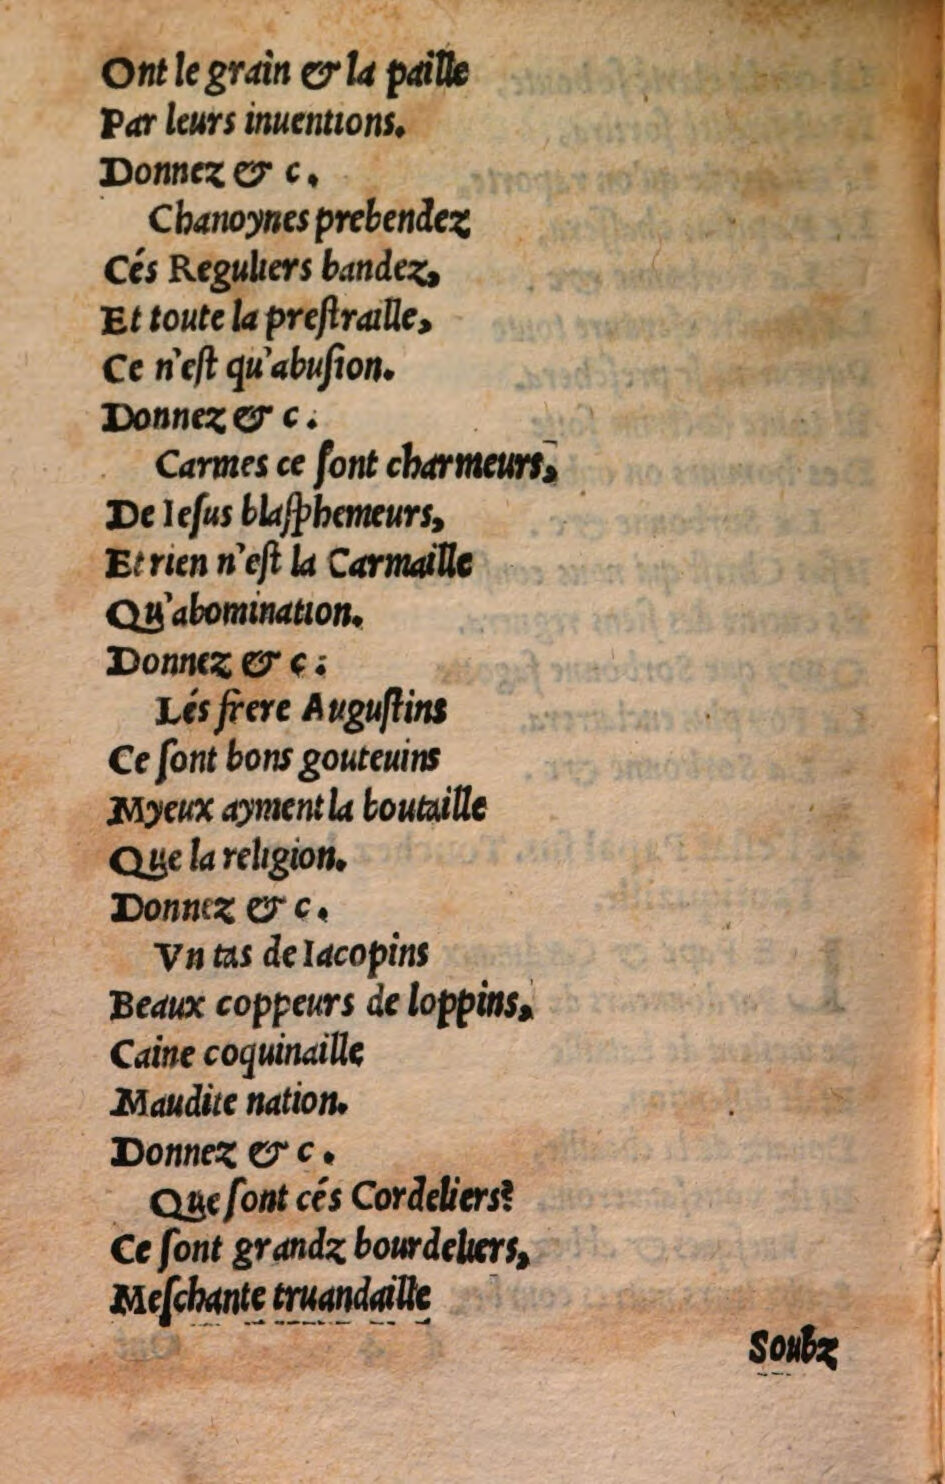 Ont le grain & la paille
Par leurs inuentions.
Donnez & c.
Chanoynes prebendez
Cés Reguliers bandez,
Et toute la preſtraille,
Ce n'eſt qu'abuſion.
Donnez & c.
Carmes ce ſont charmeurs,
De Ieſus blaſphemeurs,
Et rien n'eſt la Carmaille
Qu'abomination.
Donnez & c.
Lés frere Auguſtins
Ce ſont bons gouteuins
Myeux ayment la boutaille
Que la religion.
Donnez & c.
Vn tas de Iacopins
Beaux coppeurs de loppins,
Caine coquinaille
Maudite nation.
Donnez & c.
Que ſont cés Cordeliers?
Ce ſont grandz bourdeliers,
Meſchante truandaille
Soubz